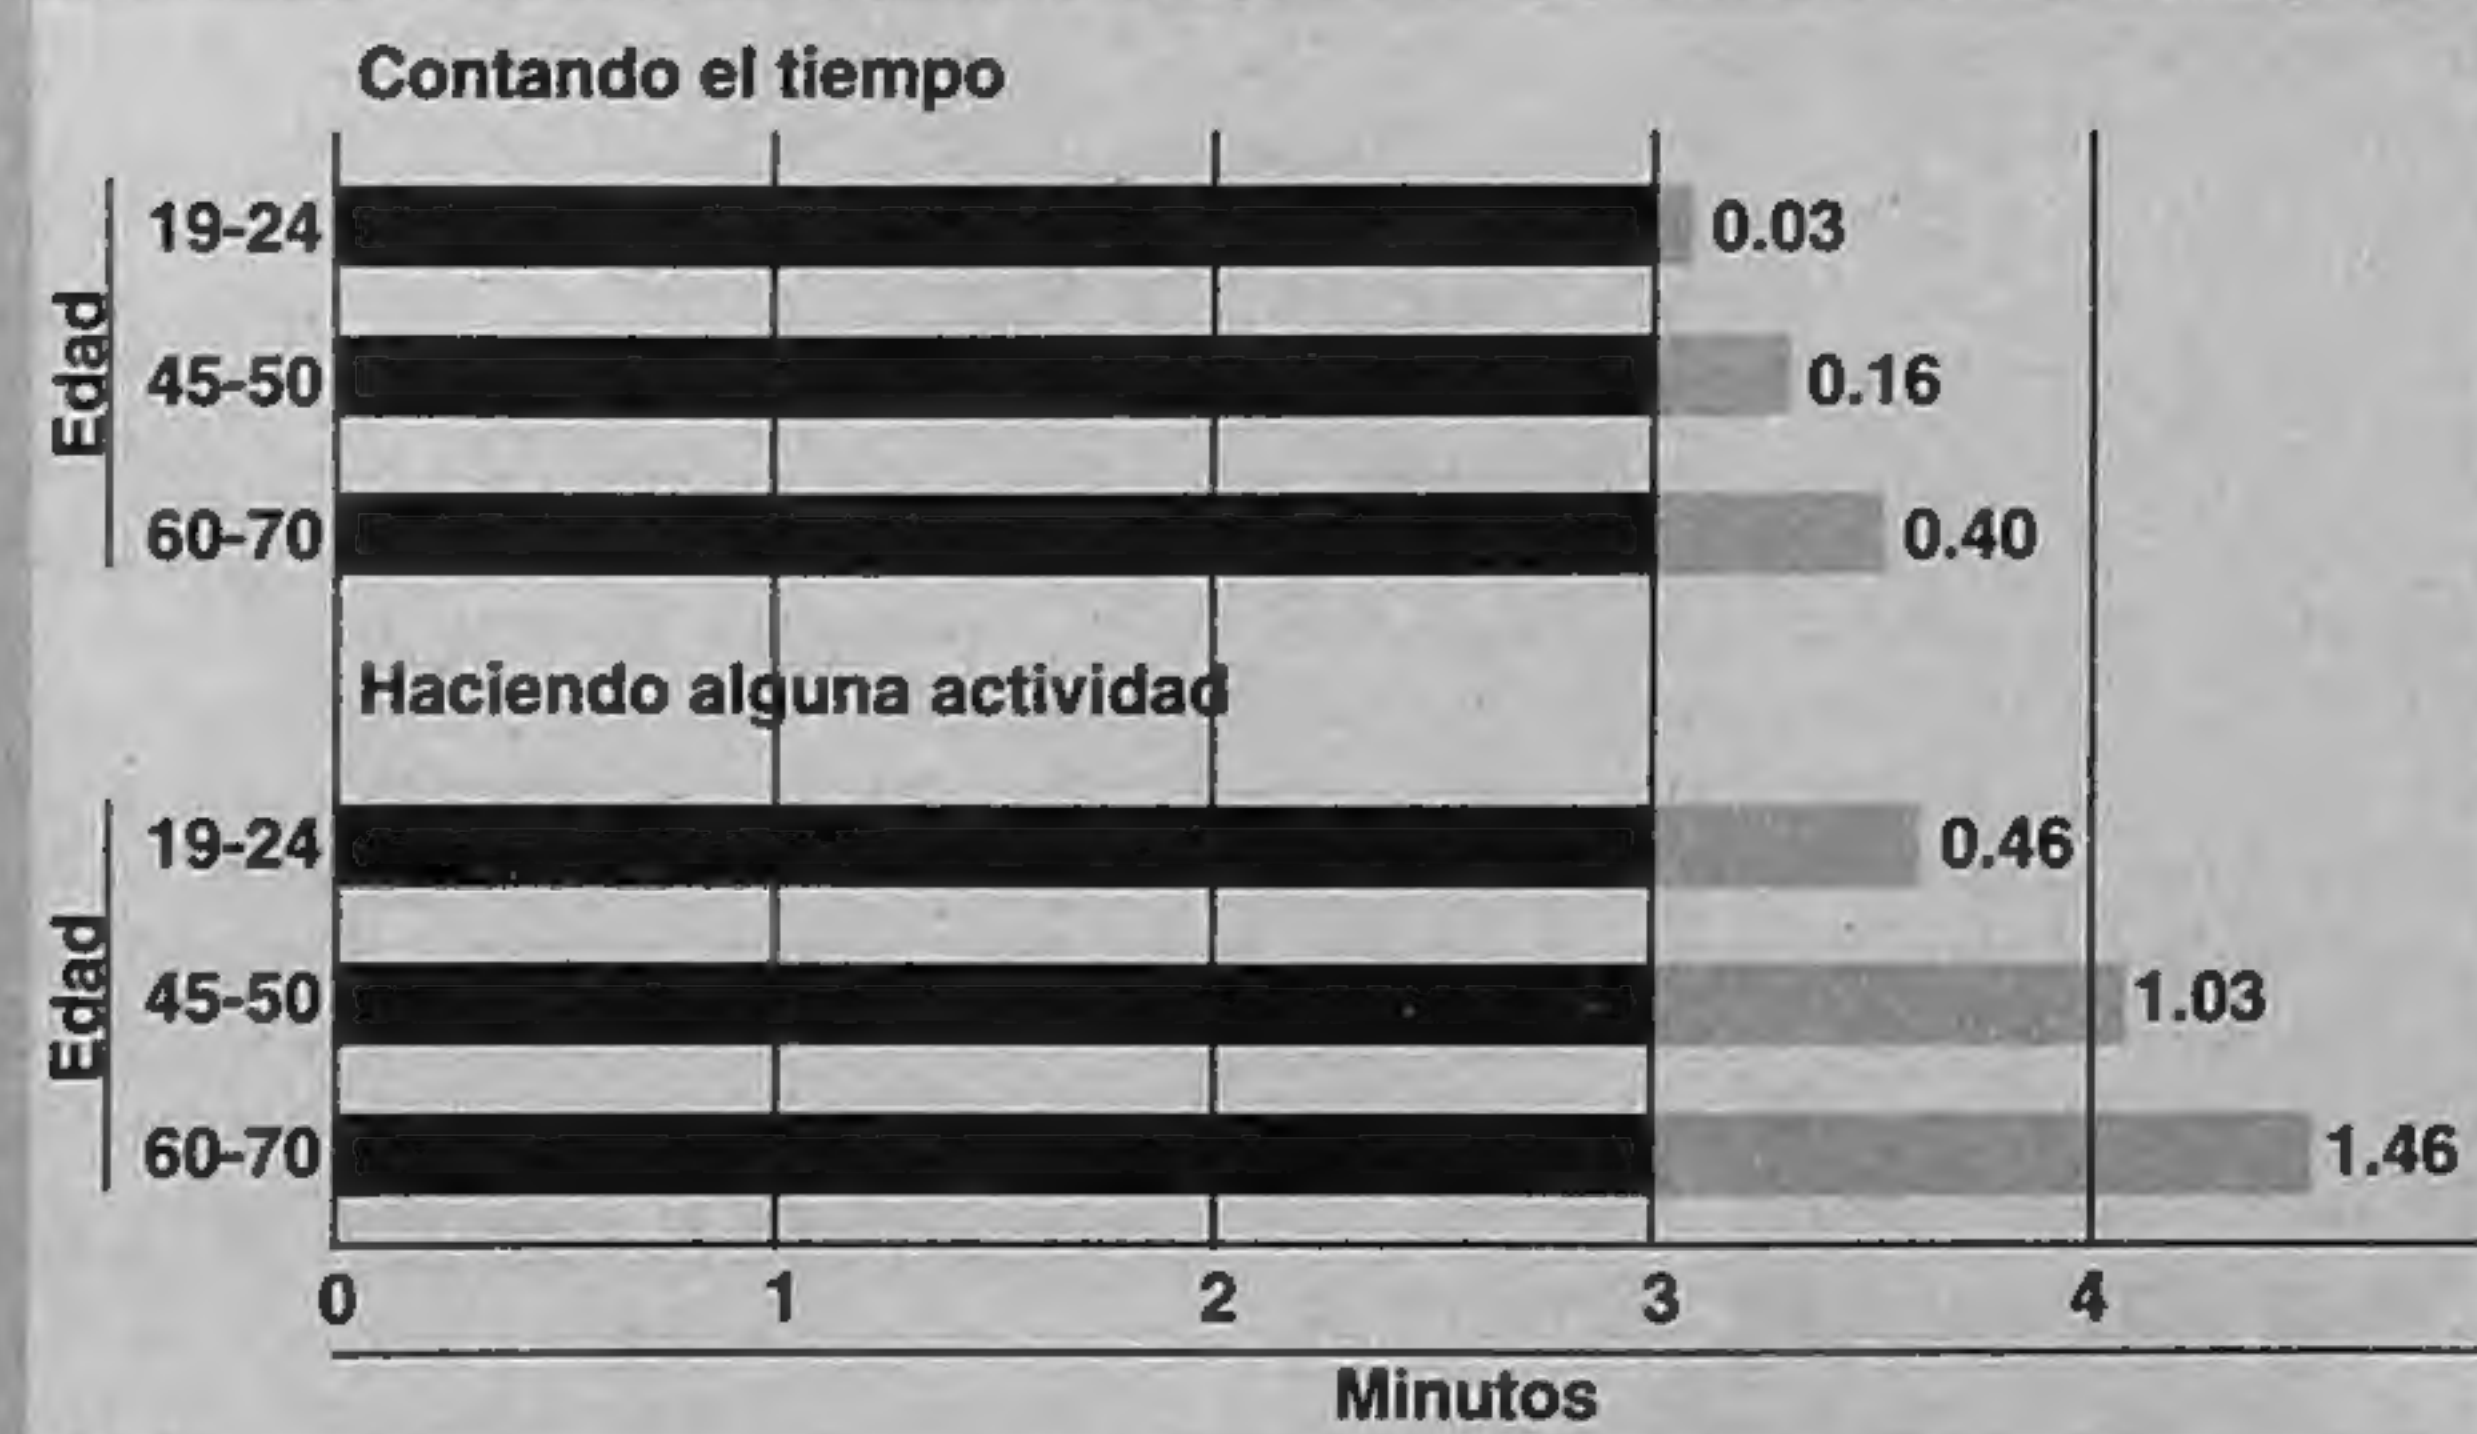 Contando el tiempo
Edad
19-24 0.03
45-50 0.16
60-70 0.40
Haciendo alguna actividad
Edad
19-24 0.46
45-50 1.03
60-70 1.46
0 1 2 3 4
Minutos